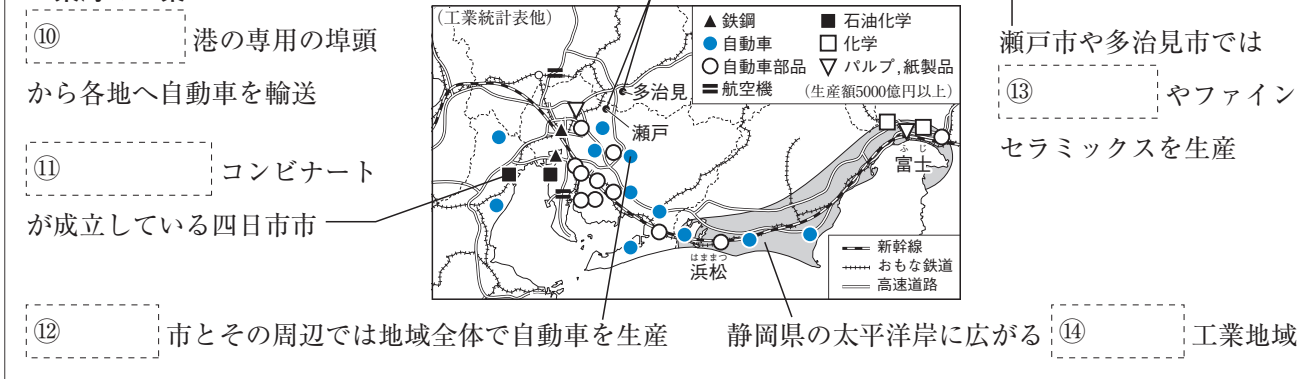 ⑩ 港の専用の埠頭
から各地へ自動車を輸送
⑪ コンビナート
が成立している四日市市
⑫ 市とその周辺では地域全体で自動車を生産
(工業統計表他)
▲ 鉄鋼
● 自動車
○ 自動車部品
〓 航空機
■ 石油化学
□ 化学
▽ パルプ,紙製品
(生産額5000億円以上)
多治見
瀬戸
ふじ
富士
はままつ
浜松
新幹線
おもな鉄道
高速道路
瀬戸市や多治見市では
⑬ やファイン
セラミックスを生産
静岡県の太平洋岸に広がる ⑭ 工業地域